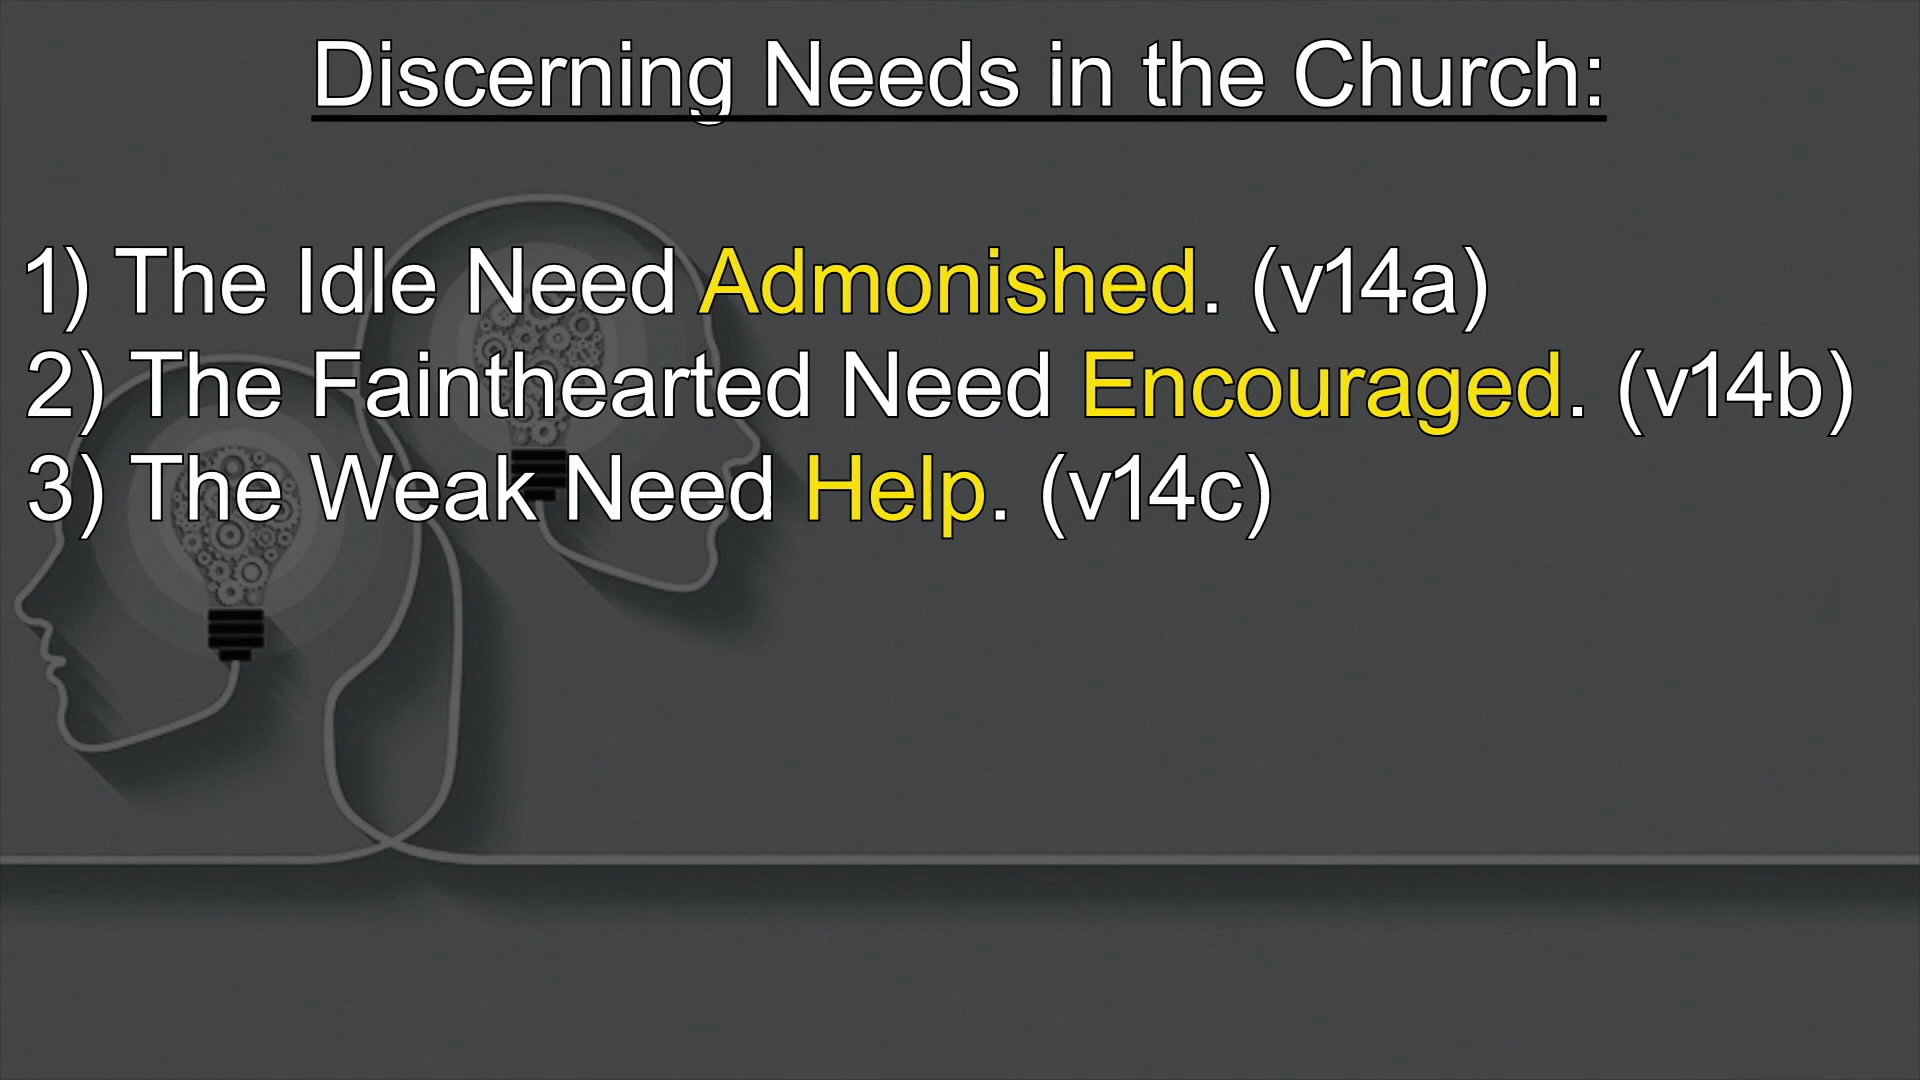 Discerning Needs in the Church:
1) The Idle Need Admonished. (v14a)
2) The Fainthearted Need Encouraged. (v14b)
3) The Weak Need Help. (v14c)